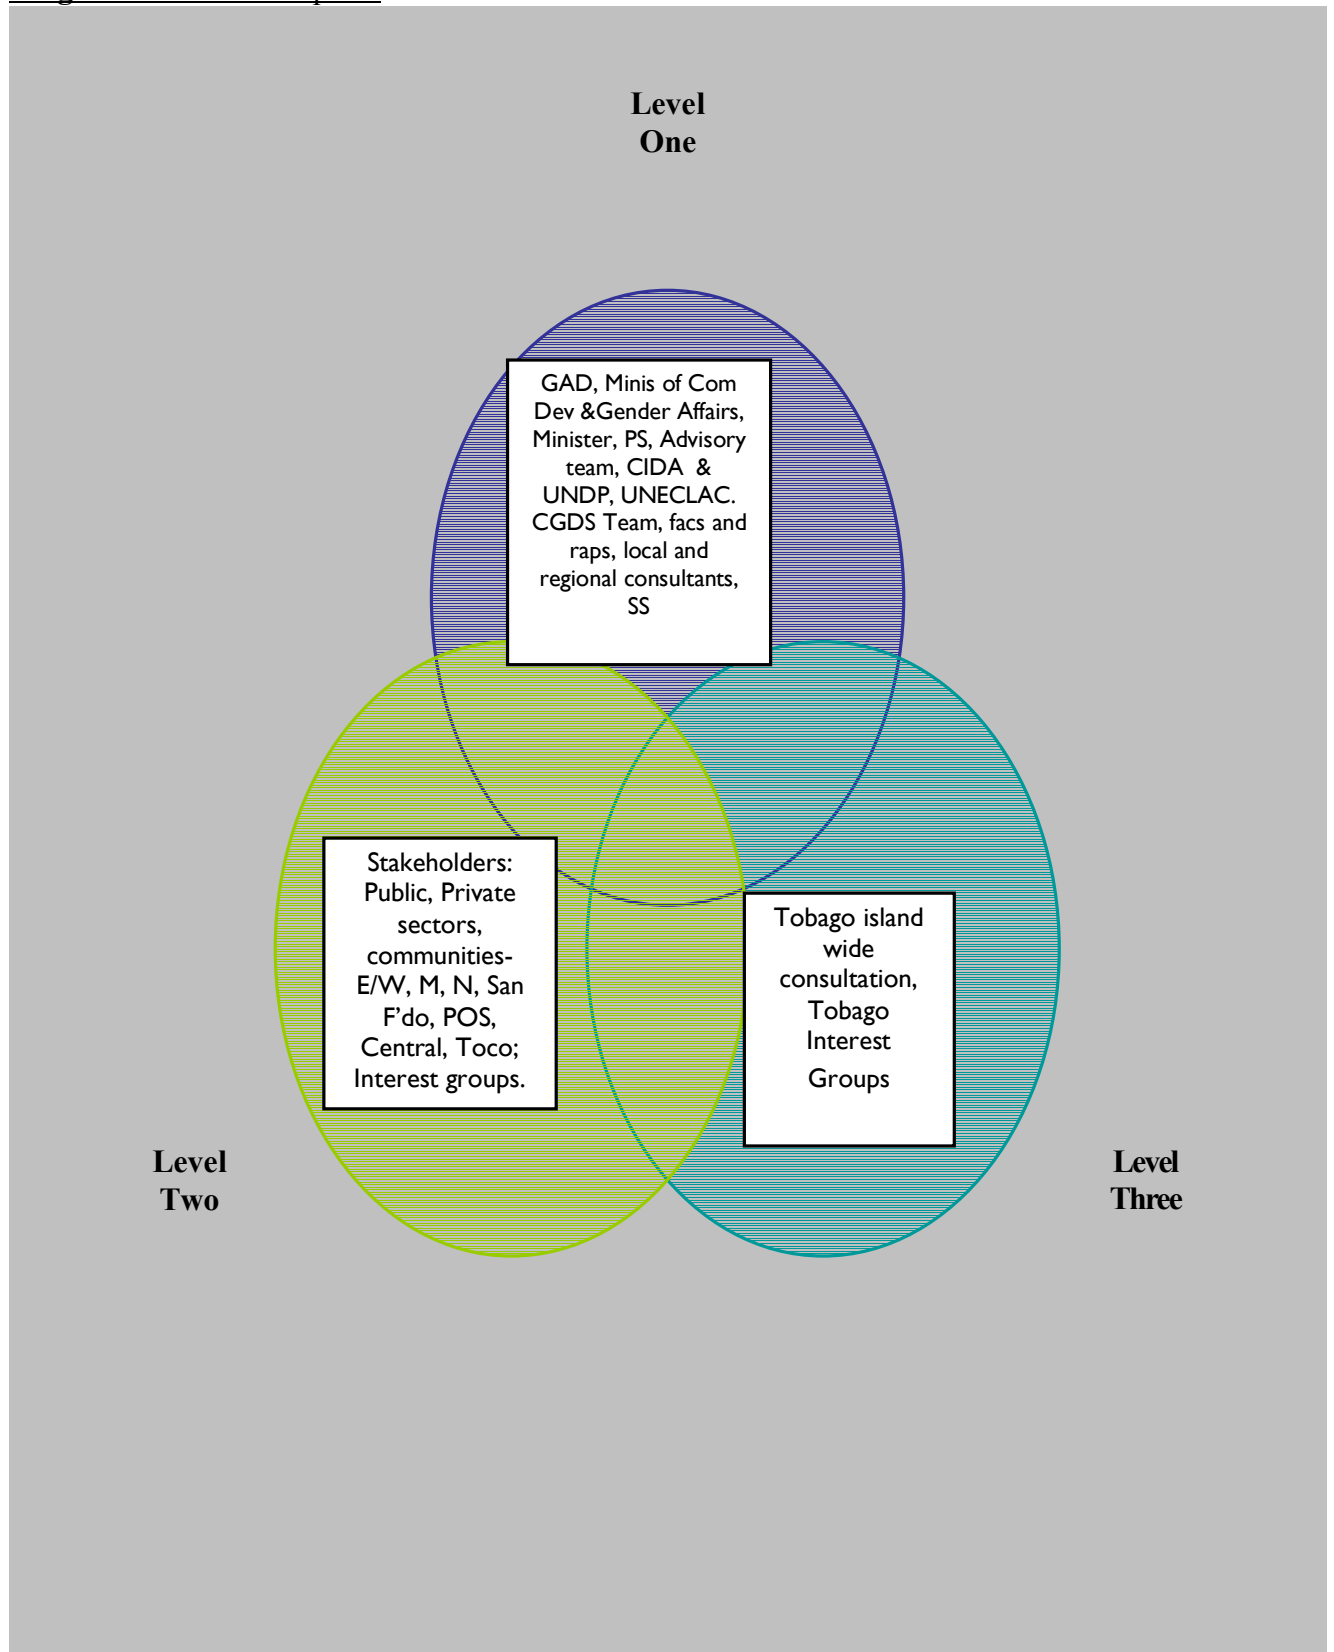 Level
One
GAD, Minis of Com
Dev &Gender Affairs,
Minister, PS, Advisory
team, CIDA &
UNDP, UNECLAC.
CGDS Team, facs and
raps, local and
regional consultants,
SS
Stakeholders:
Public, Private
sectors,
communities-
E/W, M, N, San
F'do, POS,
Central, Toco;
Interest groups.
Tobago island
wide
consultation,
Tobago
Interest
Groups
Level
Two
Level
Three